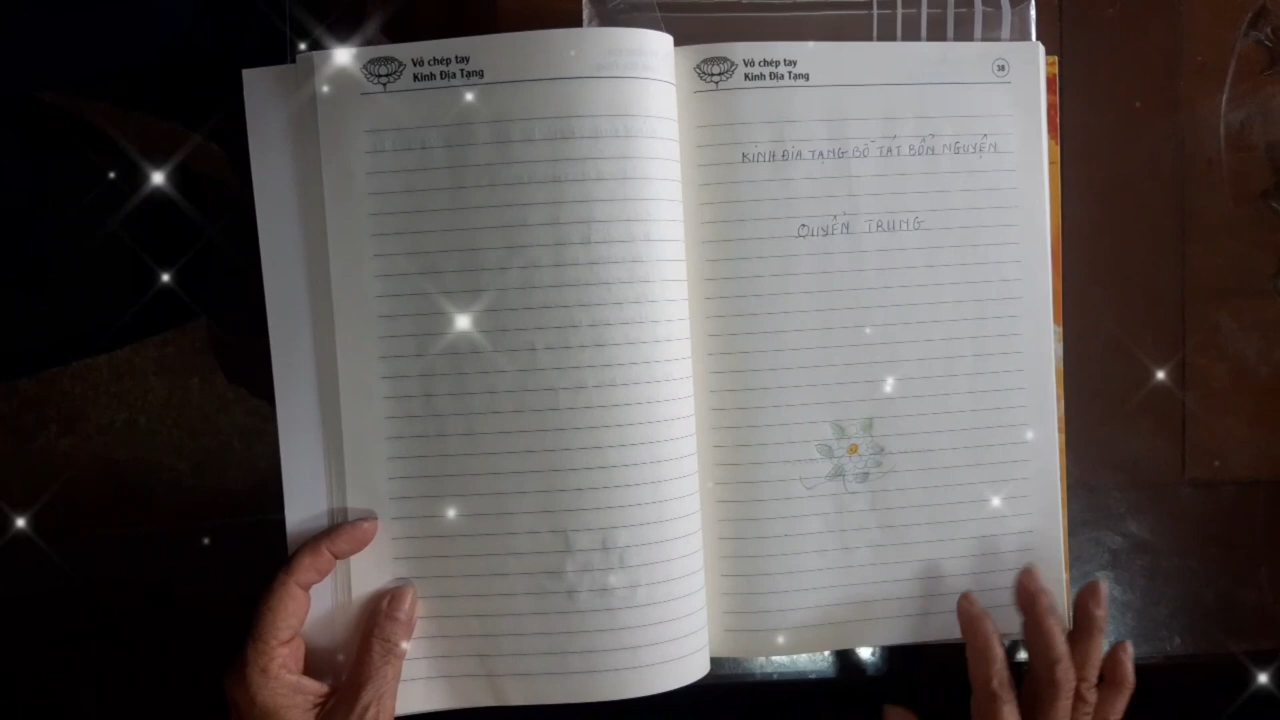 Vở chép tay
Kinh Địa Tạng
Vở chép tay
Kinh Địa Tạng
38
KINH ĐỊA TẠNG BỒ TÁT BỔN NGUYỆN
QUYỂN TRUNG